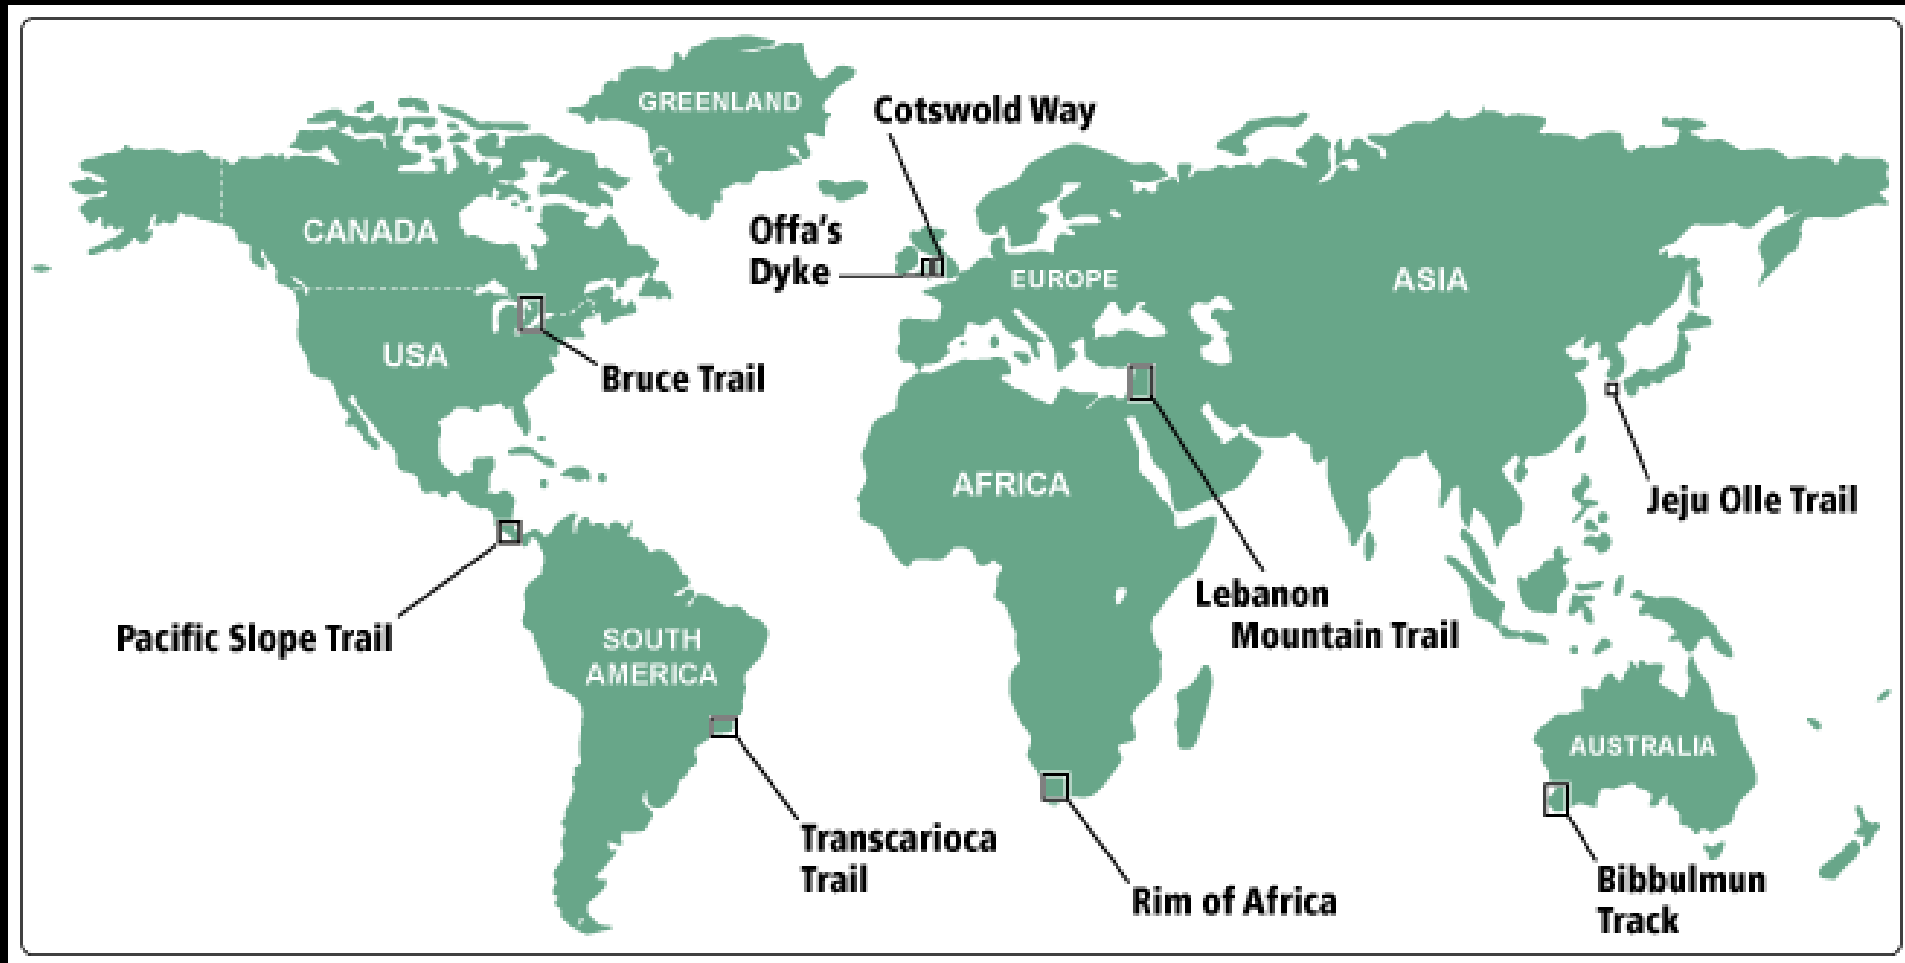 GREENLAND
Cotswold Way
CANADA
Offa's
Dyke
EUROPE
ASIA
USA
Bruce Trail
AFRICA
Jeju Olle Trail
Lebanon
Mountain Trail
Pacific Slope Trail
SOUTH
AMERICA
AUSTRALIA
Transcarioca
Trail
Rim of Africa
Bibbulmun
Track